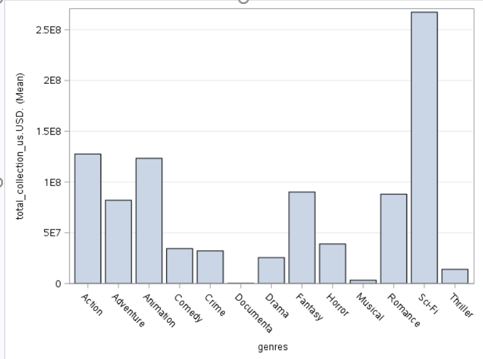 total_collection_us.USD. (Mean)
2.5E8
2E8
1.5E8
1E8
5E7
0
Action
Adventure
Animation
Comedy
Crime
Documenta
Drama
Fantasy
Horror
Musical
Romance
Sci-Fi
Thriller
genres